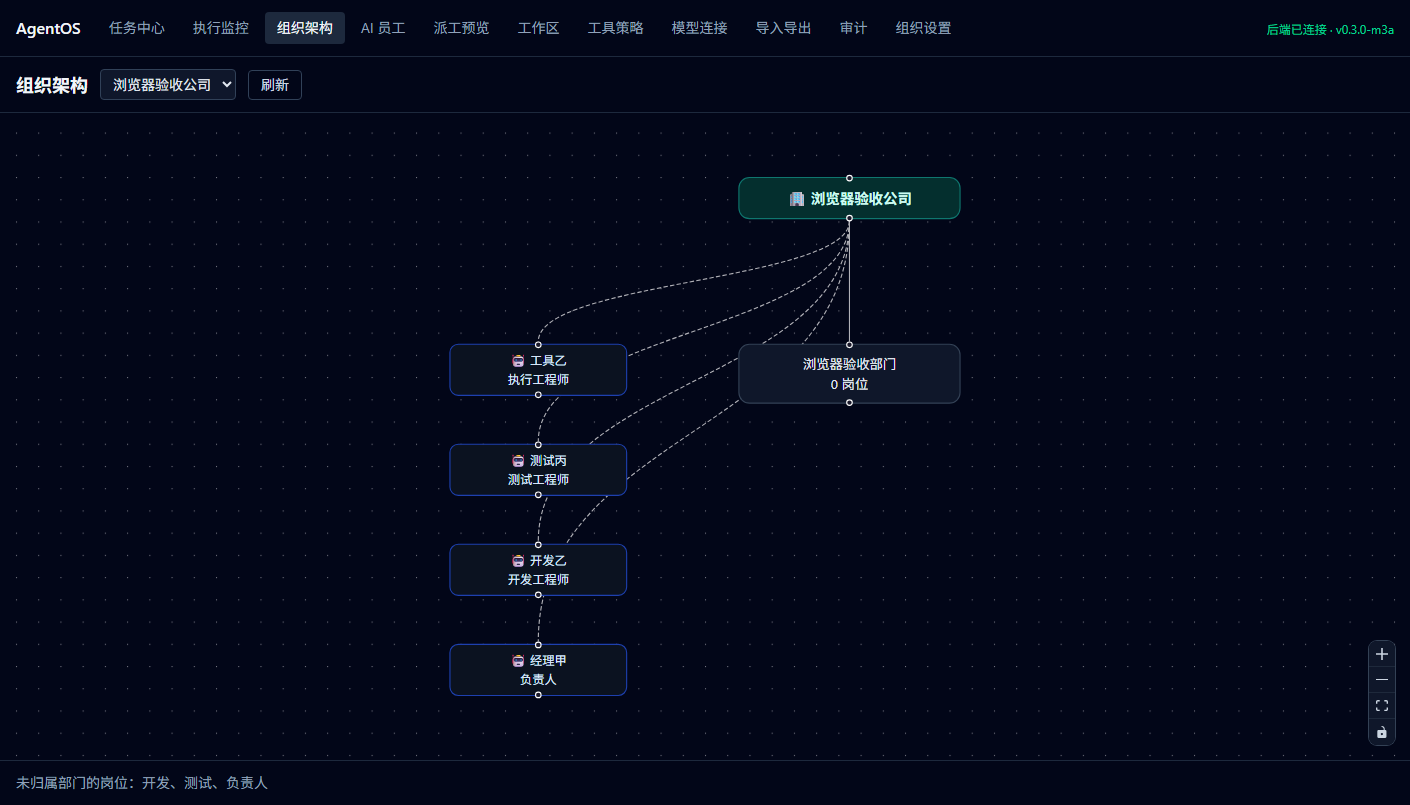 AgentOS 任务中心 执行监控 组织架构 AI 员工 派工预览 工作区 工具策略 模型连接 导入导出 审计 组织设置 后端已连接 · v0.3.0-m3a
组织架构 浏览器验收公司 刷新
浏览器验收公司
工具乙
执行工程师
浏览器验收部门
0 岗位
测试丙
测试工程师
开发乙
开发工程师
经理甲
负责人
未归属部门的岗位：开发、测试、负责人